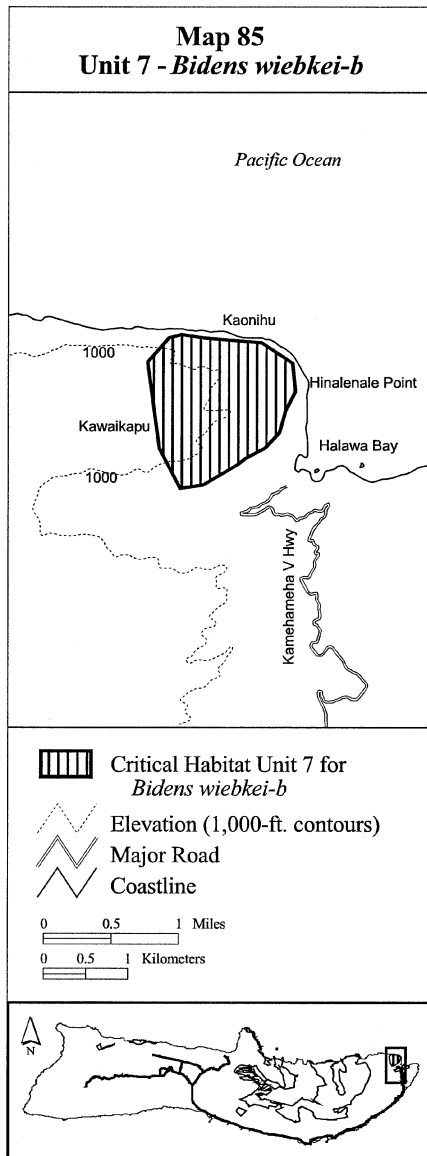 Map 85
Unit 7 - Bidens wiebkei-b
Pacific Ocean
Kaonihu
1000
Hinalenale Point
Kawaikapu
Halawa Bay
1000
Kamehameha V Hwy
Critical Habitat Unit 7 for
Bidens wiebkei-b
Elevation (1,000-ft. contours)
Major Road
Coastline
0 0.5 1 Miles
0 0.5 1 Kilometers
N